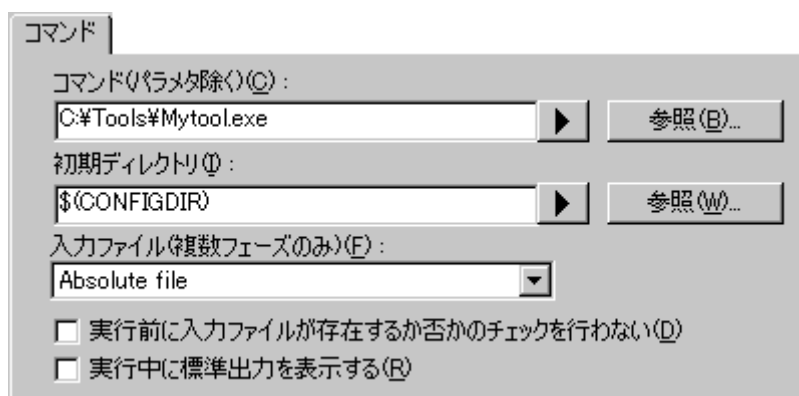 コマンド
コマンド(パラメタ除く)(C) :
C:¥Tools¥Mytool.exe
参照(B)...
初期ディレクトリ(I) :
$(CONFIGDIR)
参照(W)...
入力ファイル(複数フェーズのみ)(F) :
Absolute file
実行前に入力ファイルが存在するか否かのチェックを行わない(D)
実行中に標準出力を表示する(R)